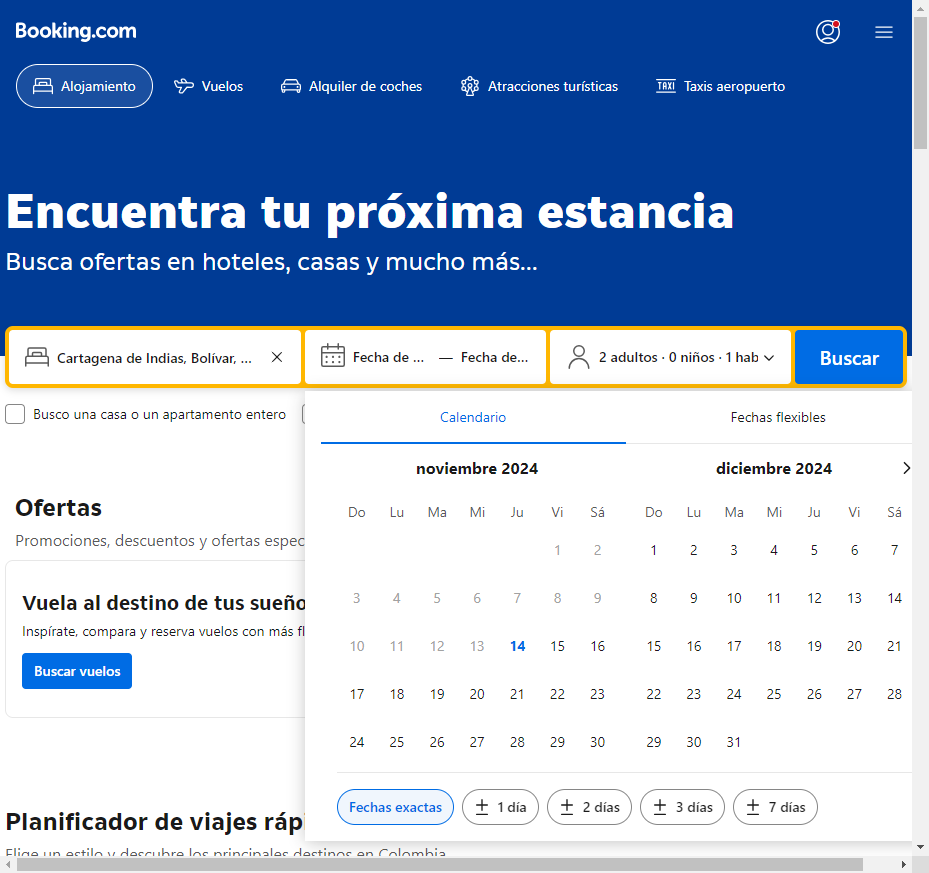 Booking.com
Alojamiento
Vuelos
Alquiler de coches
Atracciones turísticas
TAXI
Taxis aeropuerto
Encuentra tu próxima estancia
Busca ofertas en hoteles, casas y mucho más...
Cartagena de Indias, Bolívar, ...
Fecha de ... — Fecha de...
2 adultos · 0 niños · 1 hab
Buscar
Busco una casa o un apartamento entero
Calendario
Fechas flexibles
noviembre 2024
Do Lu Ma Mi Ju Vi Sá
1 2
3 4 5 6 7 8 9
10 11 12 13 14 15 16
17 18 19 20 21 22 23
24 25 26 27 28 29 30
diciembre 2024
Do Lu Ma Mi Ju Vi Sá
1 2 3 4 5 6 7
8 9 10 11 12 13 14
15 16 17 18 19 20 21
22 23 24 25 26 27 28
29 30 31
Fechas exactas
± 1 día
± 2 días
± 3 días
± 7 días
Ofertas
Promociones, descuentos y ofertas espec
Vuela al destino de tus sueño
Inspírate, compara y reserva vuelos con más fl
Buscar vuelos
Planificador de viajes rápi
Elige un estilo y descubre los principales destinos en Colombia